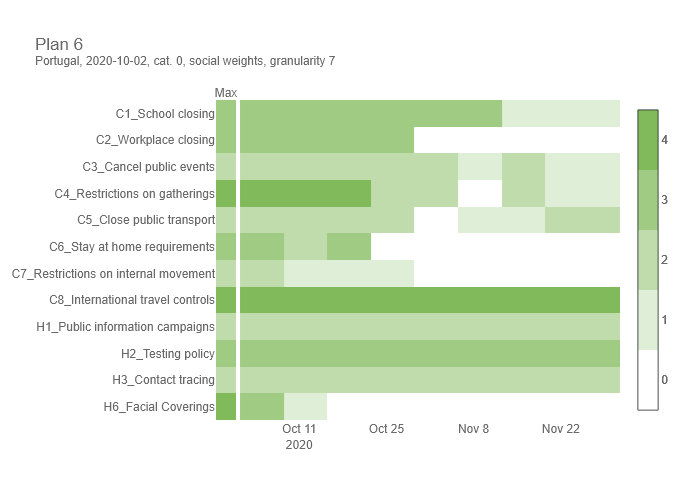 Plan 6
Portugal, 2020-10-02, cat. 0, social weights, granularity 7
Max
C1_School closing
C2_Workplace closing
C3_Cancel public events
C4_Restrictions on gatherings
C5_Close public transport
C6_Stay at home requirements
C7_Restrictions on internal movement
C8_International travel controls
H1_Public information campaigns
H2_Testing policy
H3_Contact tracing
H6_Facial Coverings
Oct 11 Oct 25 Nov 8 Nov 22
2020
4
3
2
1
0